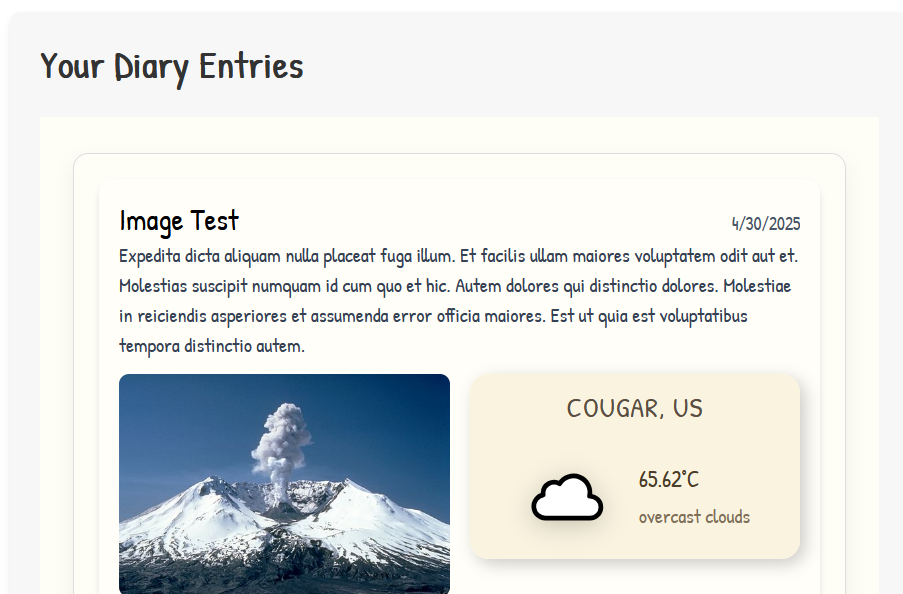 Your Diary Entries
Image Test
4/30/2025
Expedita dicta aliquam nulla placeat fuga illum. Et facilis ullam maiores voluptatem odit aut et.
Molestias suscipit numquam id cum quo et hic. Autem dolores qui distinctio dolores. Molestiae
in reiciendis asperiores et assumenda error officia maiores. Est ut quia est voluptatibus
tempora distinctio autem.
COUGAR, US
65.62°C
overcast clouds